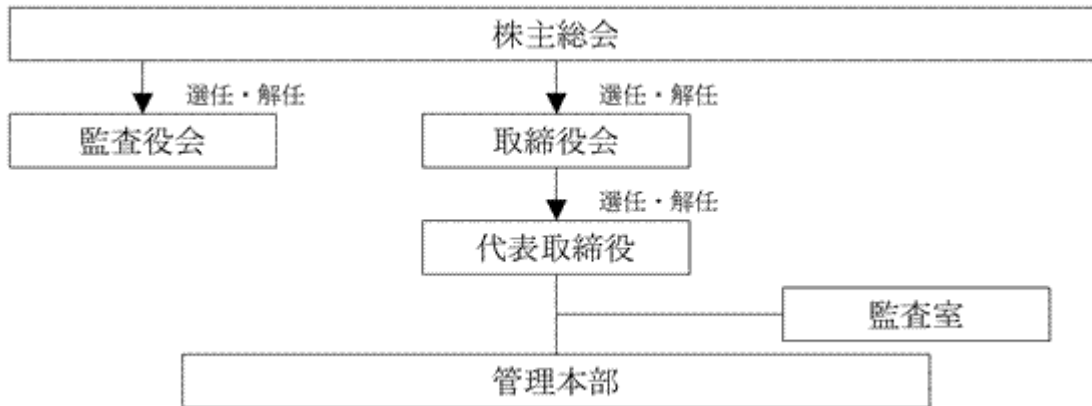 株主総会
選任・解任
選任・解任
監査役会
取締役会
選任・解任
代表取締役
監査室
管理本部